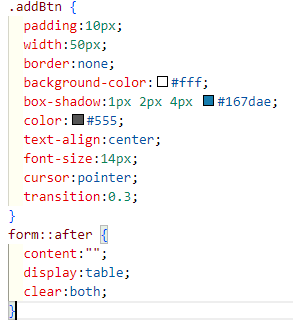 .addBtn {
padding:10px;
width:50px;
border:none;
background-color:#fff;
box-shadow:1px 2px 4px #167dae;
color:#555;
text-align:center;
font-size:14px;
cursor:pointer;
transition:0.3;
}
form::after {
content:"";
display:table;
clear:both;
}